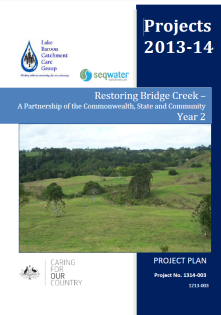 Projects
2013-14
Lake
Baroon
Catchment
Care
Group
seqwater
Restoring Bridge Creek –
A Partnership of the Commonwealth, State and Community
Year 2
CARING
FOR
OUR
COUNTRY
PROJECT PLAN
Project No. 1314-003
1213-003